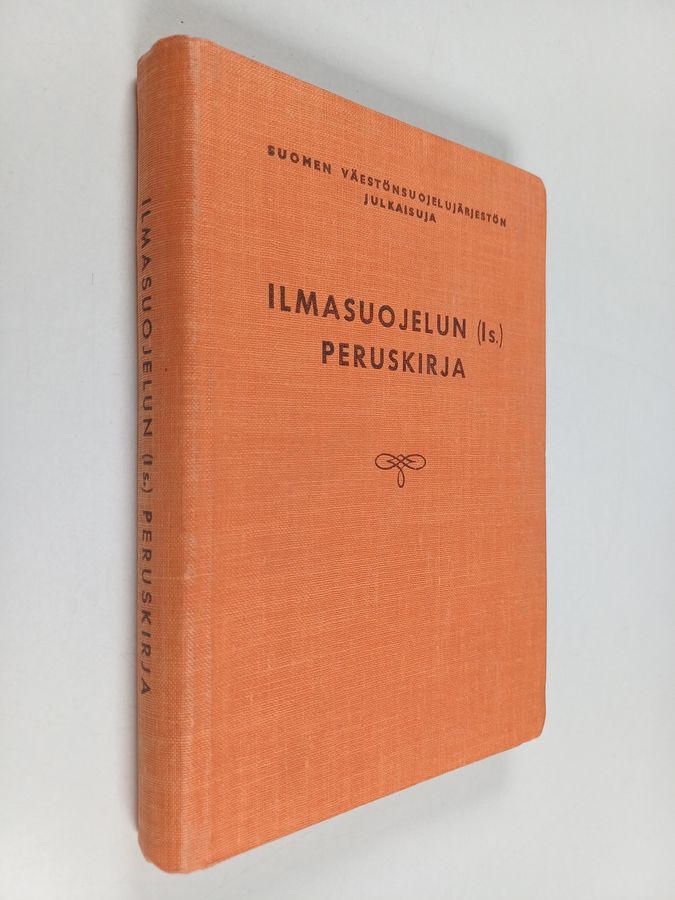 SUOMEN VÄESTÖNSUOJELUJÄRJESTÖN
JULKAISUJA
ILMASUOJELUN (Is.)
PERUSKIRJA
ILMASUOJELUN (Is.) PERUSKIRJA